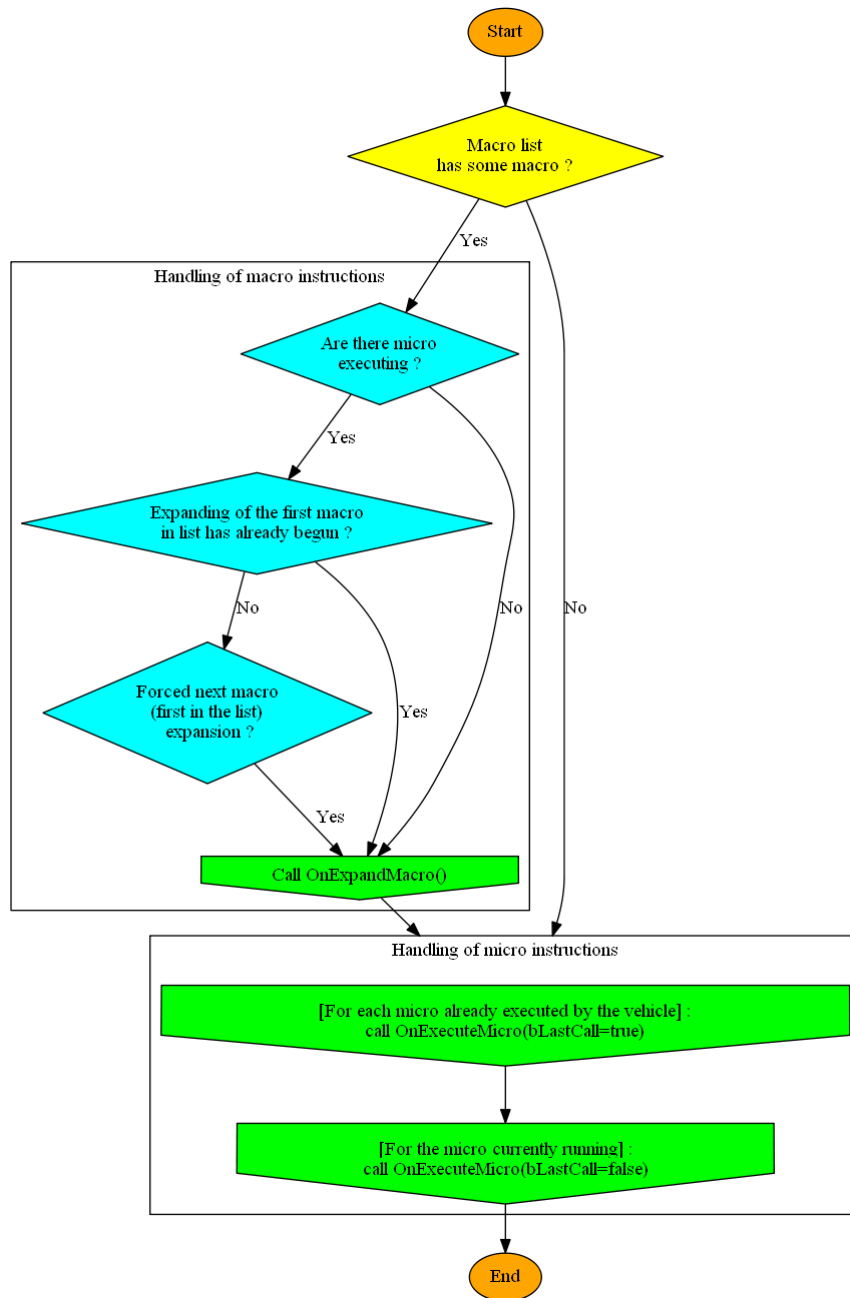 Start
Macro list
has some macro ?
Yes
Handling of macro instructions
Are there micro
executing ?
Yes
Expanding of the first macro
in list has already begun ?
No
No
No
Forced next macro
(first in the list)
expansion ?
Yes
Yes
Call OnExpandMacro()
Handling of micro instructions
[For each micro already executed by the vehicle] :
call OnExecuteMicro(bLastCall=true)
[For the micro currently running] :
call OnExecuteMicro(bLastCall=false)
End